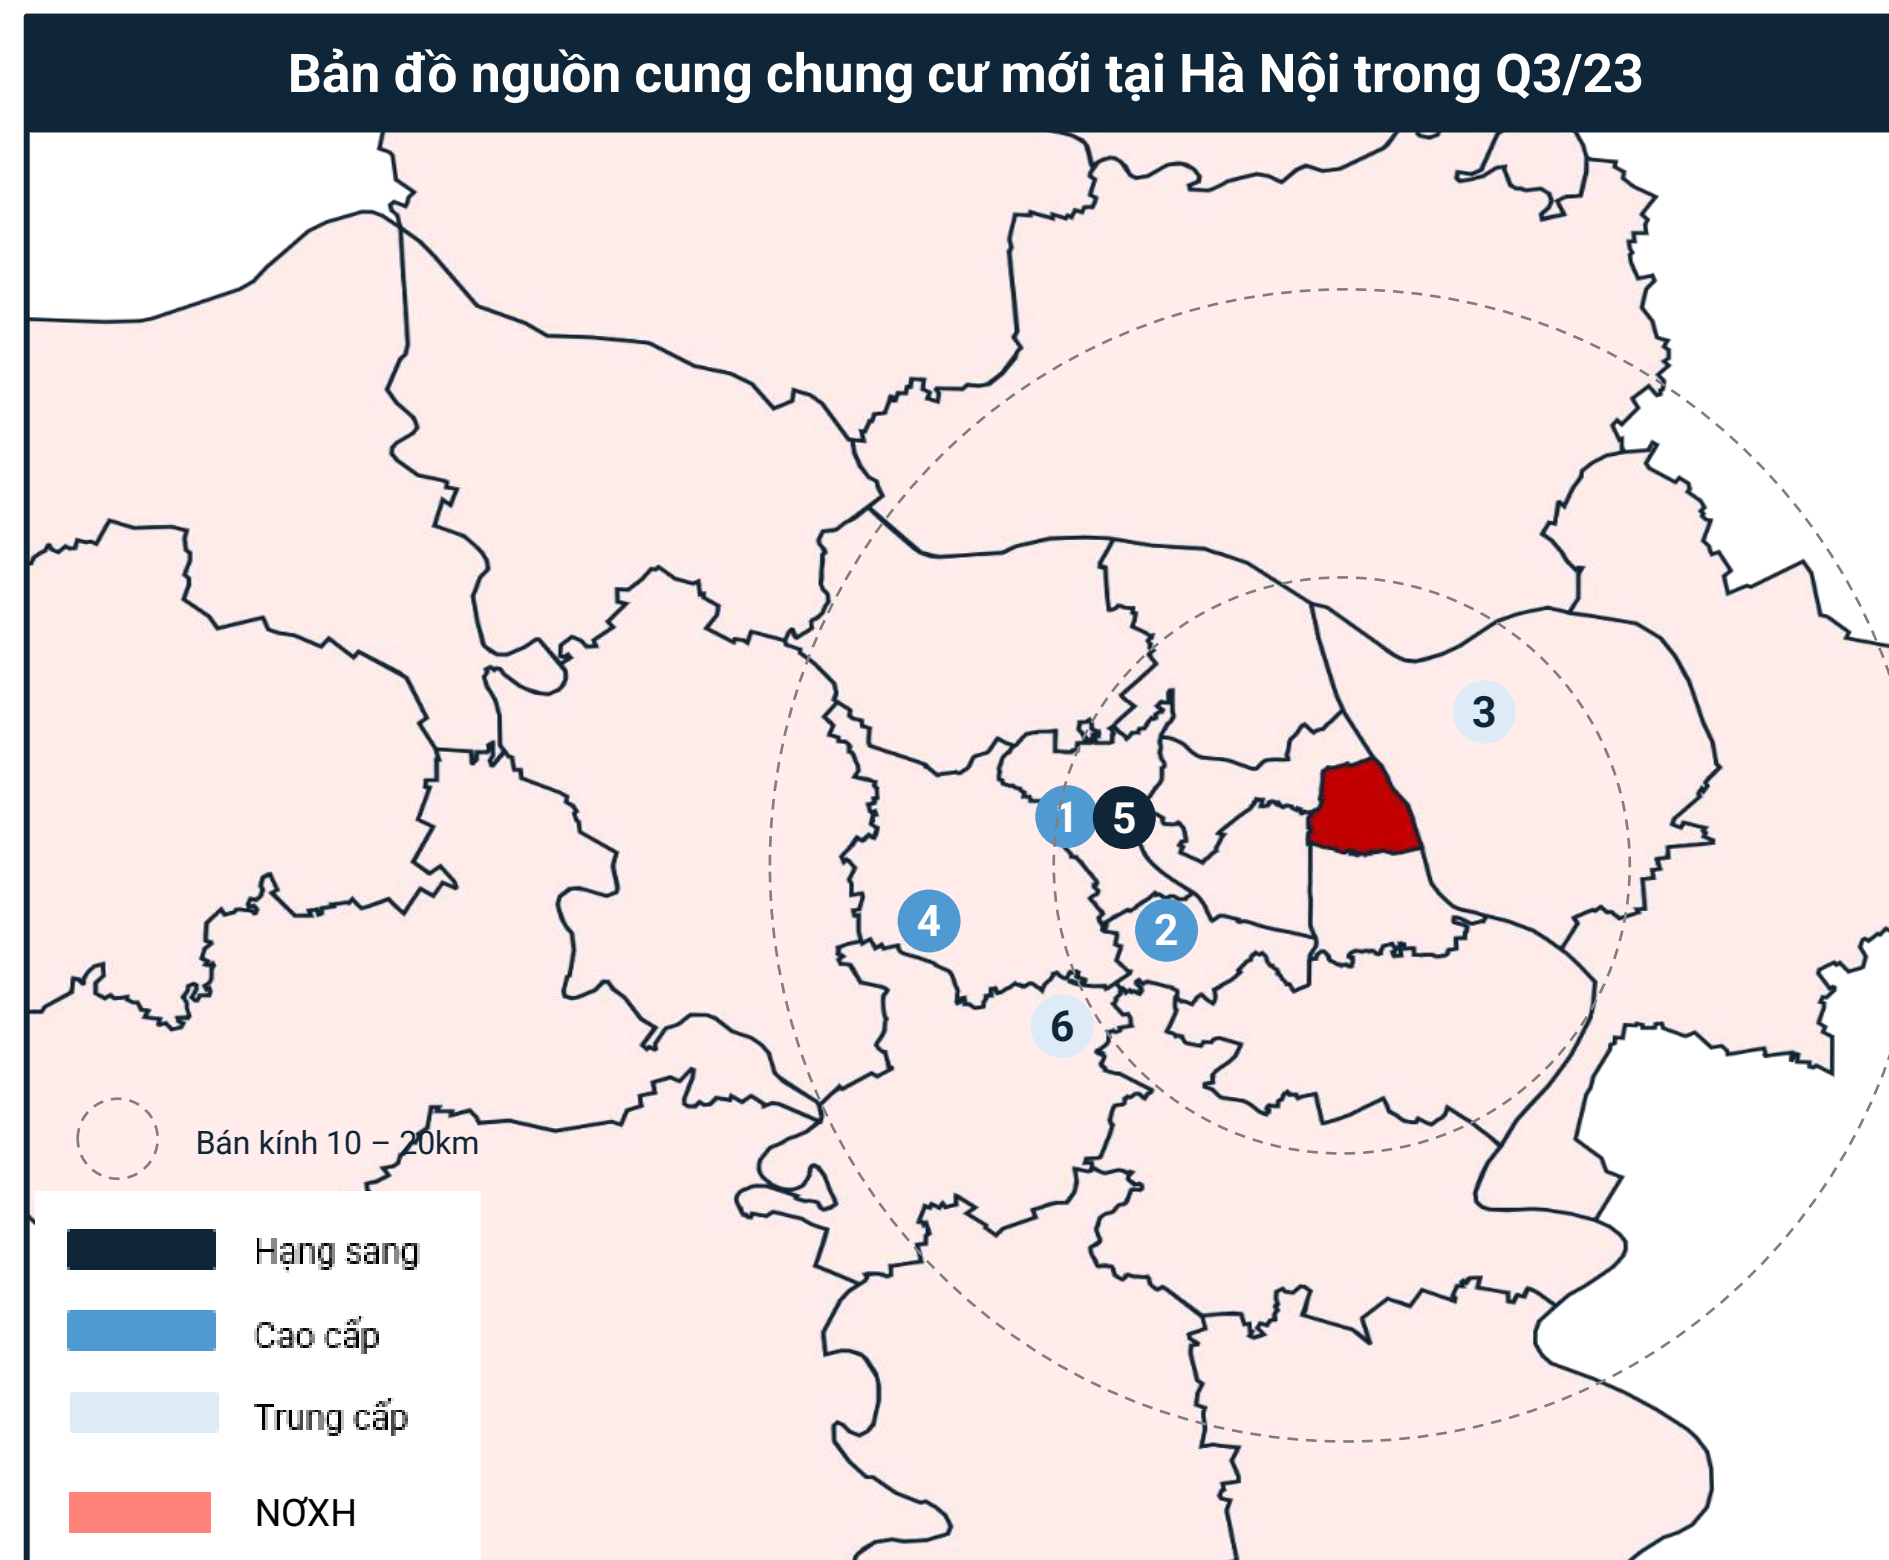 Bản đồ nguồn cung chung cư mới tại Hà Nội trong Q3/23
3
1
5
4
2
6
Bán kính 10 – 20km
Hạng sang
Cao cấp
Trung cấp
NƠXH